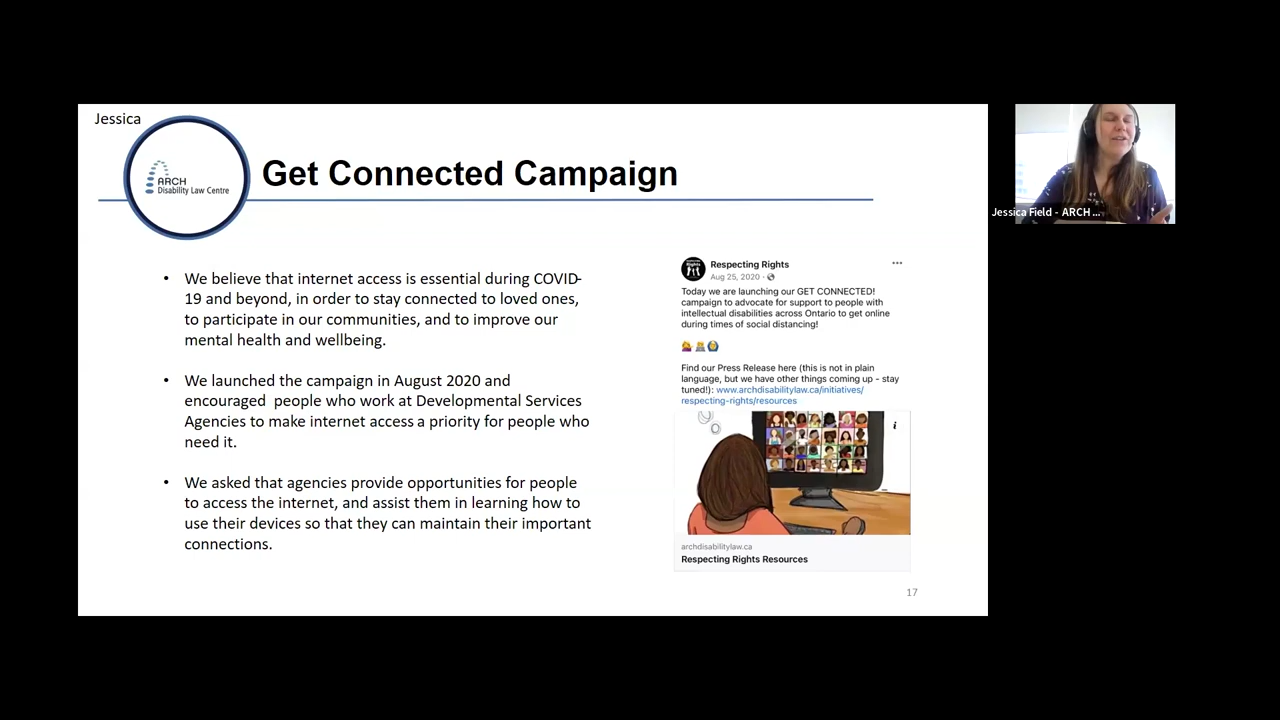 Jessica
ARCH
Disability Law Centre
Get Connected Campaign
• We believe that internet access is essential during COVID-
19 and beyond, in order to stay connected to loved ones,
to participate in our communities, and to improve our
mental health and wellbeing.
• We launched the campaign in August 2020 and
encouraged  people who work at Developmental Services
Agencies to make internet access a priority for people who
need it.
• We asked that agencies provide opportunities for people
to access the internet, and assist them in learning how to
use their devices so that they can maintain their important
connections.
Respecting Rights
Aug 25, 2020 ·
Today we are launching our GET CONNECTED!
campaign to advocate for support to people with
intellectual disabilities across Ontario to get online
during times of social distancing!
Find our Press Release here (this is not in plain
language, but we have other things coming up - stay
tuned!): www.archdisabilitylaw.ca/initiatives/
respecting-rights/resources
i
archdisabilitylaw.ca
Respecting Rights Resources
17
Jessica Field - ARCH ...